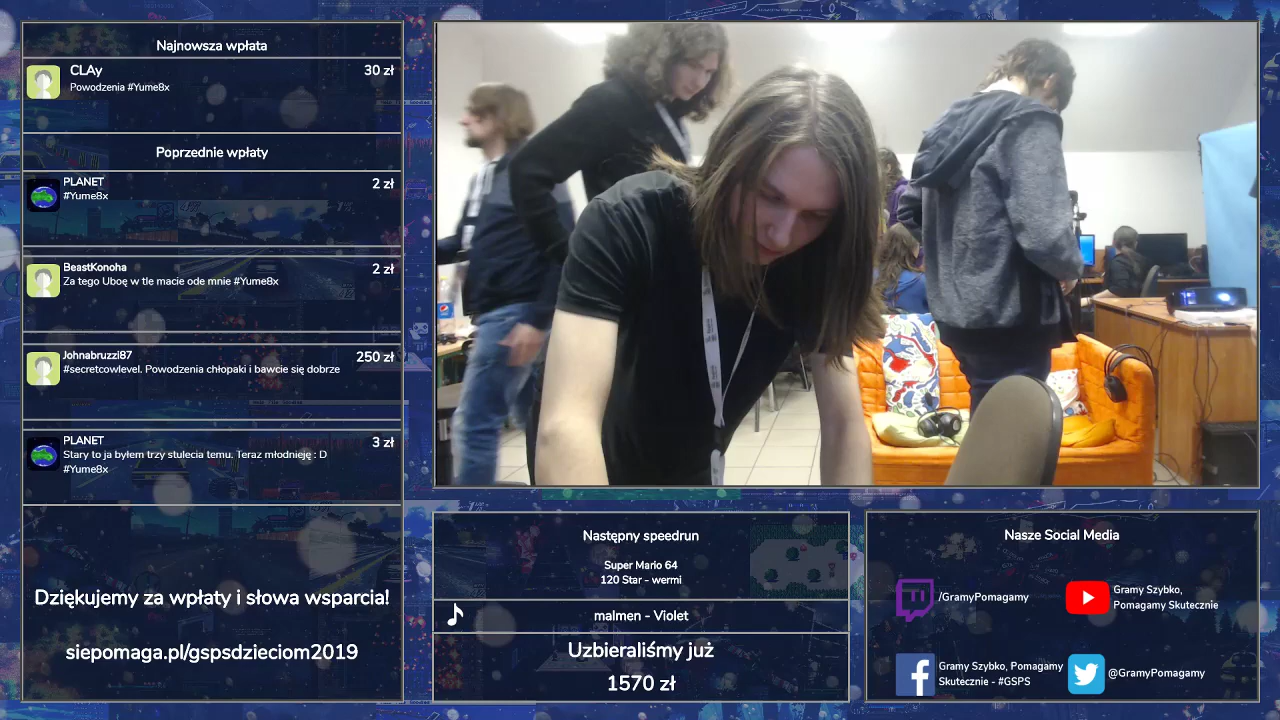 Najnowsza wpłata
CLAy
30 zł
Powodzenia #Yume8x
Poprzednie wpłaty
PLANET
2 zł
#Yume8x
BeastKonoha
2 zł
Za tego Uboę w tle macie ode mnie #Yume8x
Johnabruzzi87
250 zł
#secretcowlevel. Pow
ki i bawcie się dobrze
PLANET
3 zł
Stary to ja byłem trzy stulecia temu. Teraz młodnieję : D
#Yume8x
Dziękujemy za wpłaty i słowa wsparcia!
siepomaga.pl/gspsdzieciom2019
Następny speedrun
Super Mario 64
120 Star - wermi
malmen - Violet
Uzbieraliśmy już
1570 zł
Nasze Social Media
/GramyPomagamy
Gramy Szybko,
Pomagamy Skutecznie
Gramy Szybko, Pomagamy
Skutecznie - #GSPS
@GramyPomagamy